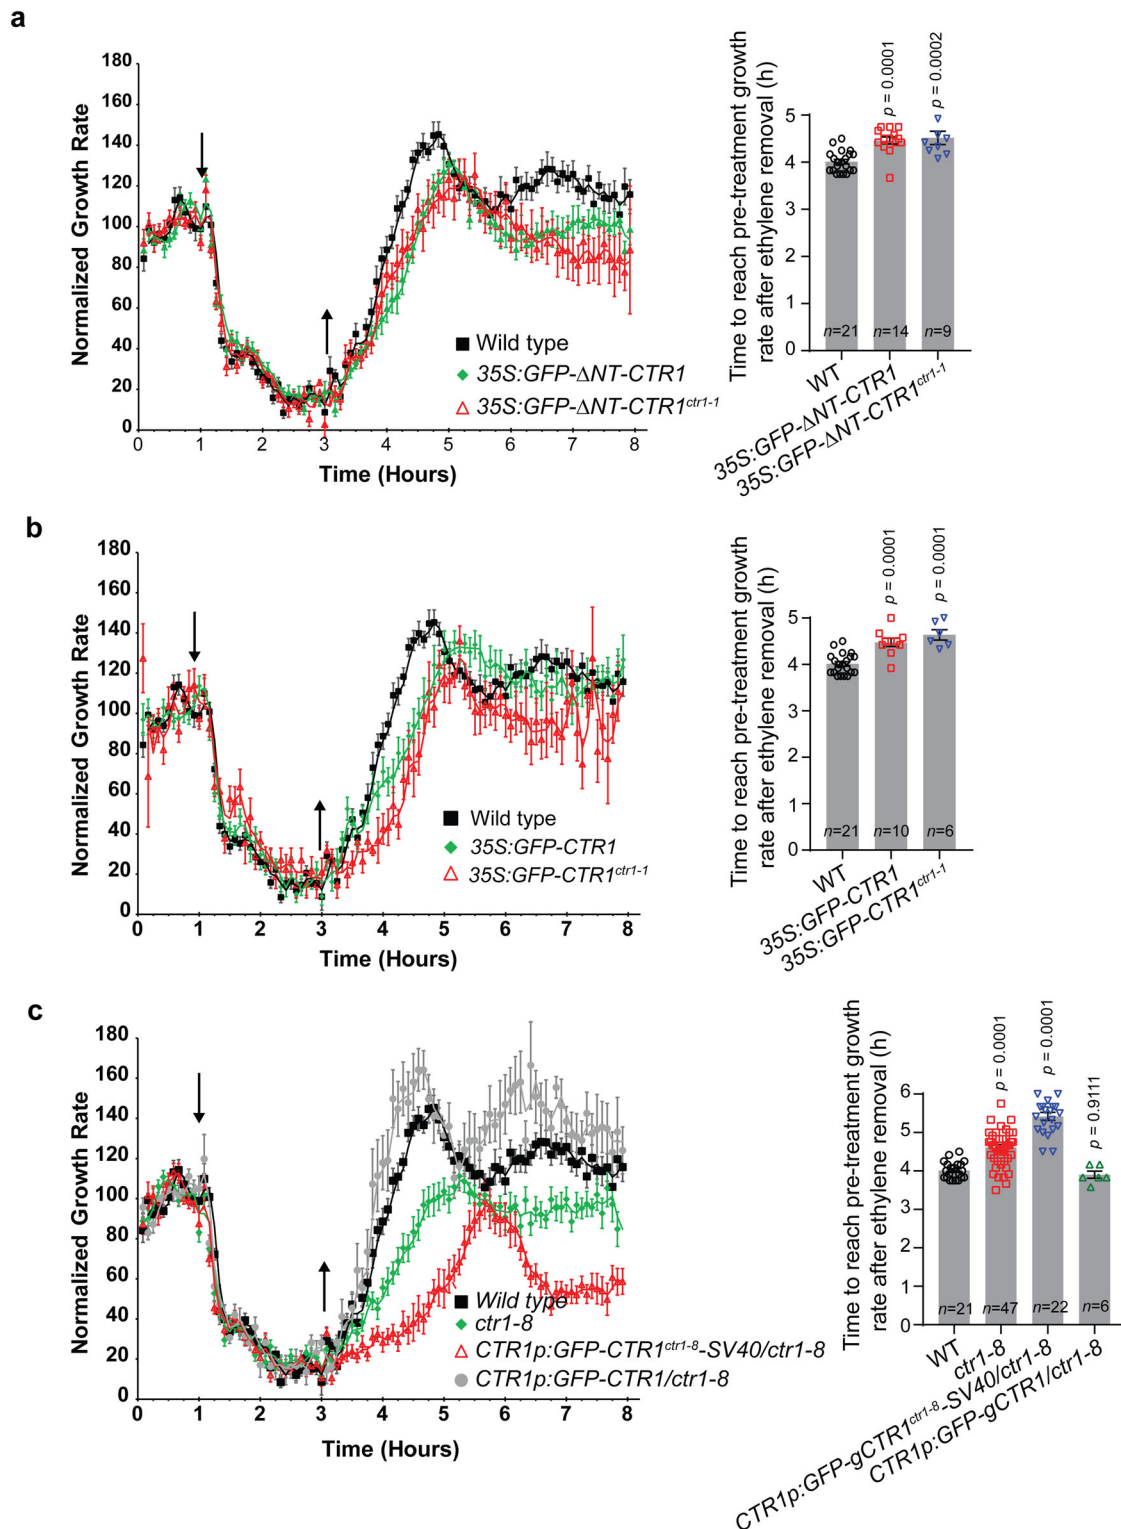 a
180
160
140
120
100
80
60
40
20
0
Normalized Growth Rate
0 1 2 3 4 5 6 7 8
Time (Hours)
Wild type
35S:GFP-ΔNT-CTR1
35S:GFP-ΔNT-CTR1ctr1-1
Time to reach pre-treatment growth
rate after ethylene removal (h)
5
4
3
2
1
0
p = 0.0001
p = 0.0002
n=21 n=14 n=9
WT
35S:GFP-ΔNT-CTR1
35S:GFP-ΔNT-CTR1ctr1-1
b
180
160
140
120
100
80
60
40
20
0
Normalized Growth Rate
0 1 2 3 4 5 6 7 8
Time (Hours)
Wild type
35S:GFP-CTR1
35S:GFP-CTR1ctr1-1
Time to reach pre-treatment growth
rate after ethylene removal (h)
5
4
3
2
1
0
p = 0.0001
p = 0.0001
n=21 n=10 n=6
WT
35S:GFP-CTR1
35S:GFP-CTR1ctr1-1
c
180
160
140
120
100
80
60
40
20
0
Normalized Growth Rate
0 1 2 3 4 5 6 7 8
Time (Hours)
Wild type
ctr1-8
CTR1p:GFP-CTR1ctr1-8-SV40/ctr1-8
CTR1p:GFP-CTR1/ctr1-8
Time to reach pre-treatment growth
rate after ethylene removal (h)
6
5
4
3
2
1
0
p = 0.0001
p = 0.0001
p = 0.9111
n=21 n=47 n=22 n=6
WT
ctr1-8
CTR1p:GFP-gCTR1ctr1-8-SV40/ctr1-8
CTR1p:GFP-gCTR1/ctr1-8